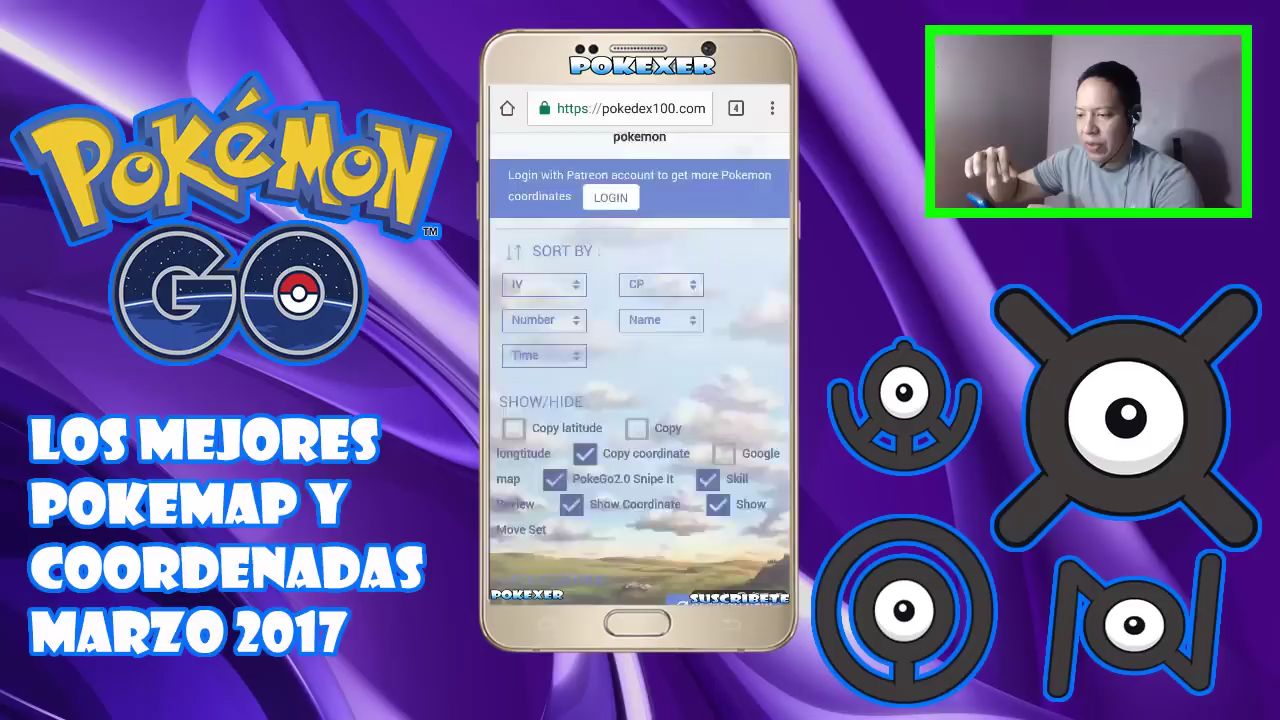 POKÉMON
GO
TM
LOS MEJORES
POKEMAP Y
COORDENADAS
MARZO 2017
POKEXER
https://pokedex100.com
4
pokemon
Login with Patreon account to get more Pokemon
coordinates LOGIN
SORT BY :
IV CP
Number Name
Time
SHOW/HIDE
Copy latitude Copy
longtitude Copy coordinate Google
map PokeGo2.0 Snipe it Skill
Review Show Coordinate Show
Move Set
POKEXER SUSCRIBETE